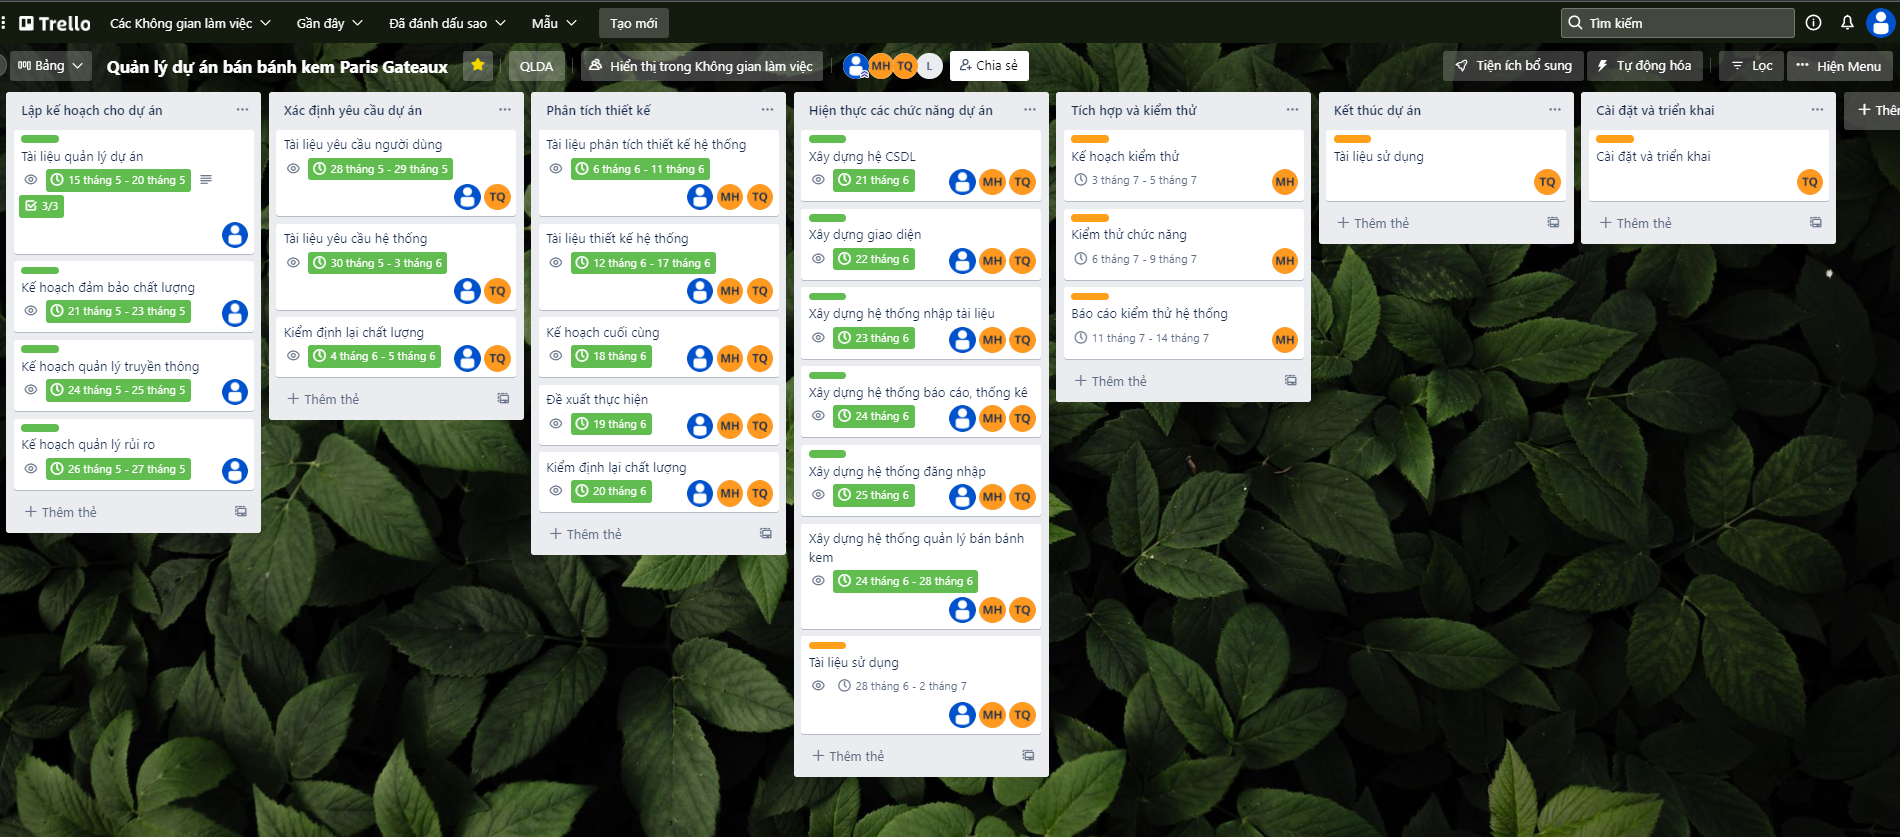 Trello
Các Không gian làm việc
Gần đây
Đã đánh dấu sao
Mẫu
Tạo mới
Tìm kiếm
Bảng
Quản lý dự án bán bánh kem Paris Gateaux
QLDA
Hiển thị trong Không gian làm việc
MH
TQ
L
Chia sẻ
Tiện ích bổ sung
Tự động hóa
Lọc
Hiện Menu
Lập kế hoạch cho dự án
Tài liệu quản lý dự án
15 tháng 5 - 20 tháng 5
3/3
Kế hoạch đảm bảo chất lượng
21 tháng 5 - 23 tháng 5
Kế hoạch quản lý truyền thông
24 tháng 5 - 25 tháng 5
Kế hoạch quản lý rủi ro
26 tháng 5 - 27 tháng 5
Thêm thẻ
Xác định yêu cầu dự án
Tài liệu yêu cầu người dùng
28 tháng 5 - 29 tháng 5
TQ
Tài liệu yêu cầu hệ thống
30 tháng 5 - 3 tháng 6
TQ
Kiểm định lại chất lượng
4 tháng 6 - 5 tháng 6
TQ
Thêm thẻ
Phân tích thiết kế
Tài liệu phân tích thiết kế hệ thống
6 tháng 6 - 11 tháng 6
MH TQ
Tài liệu thiết kế hệ thống
12 tháng 6 - 17 tháng 6
MH TQ
Kế hoạch cuối cùng
18 tháng 6
MH TQ
Đề xuất thực hiện
19 tháng 6
MH TQ
Kiểm định lại chất lượng
20 tháng 6
MH TQ
Thêm thẻ
Hiện thực các chức năng dự án
Xây dựng hệ CSDL
21 tháng 6
MH TQ
Xây dựng giao diện
22 tháng 6
MH TQ
Xây dựng hệ thống nhập tài liệu
23 tháng 6
MH TQ
Xây dựng hệ thống báo cáo, thống kê
24 tháng 6
MH TQ
Xây dựng hệ thống đăng nhập
25 tháng 6
MH TQ
Xây dựng hệ thống quản lý bán bánh
kem
24 tháng 6 - 28 tháng 6
MH TQ
Tài liệu sử dụng
28 tháng 6 - 2 tháng 7
MH TQ
Thêm thẻ
Tích hợp và kiểm thử
Kế hoạch kiểm thử
3 tháng 7 - 5 tháng 7
MH
Kiểm thử chức năng
6 tháng 7 - 9 tháng 7
MH
Báo cáo kiểm thử hệ thống
11 tháng 7 - 14 tháng 7
MH
Thêm thẻ
Kết thúc dự án
Tài liệu sử dụng
TQ
Thêm thẻ
Cài đặt và triển khai
Cài đặt và triển khai
TQ
Thêm thẻ